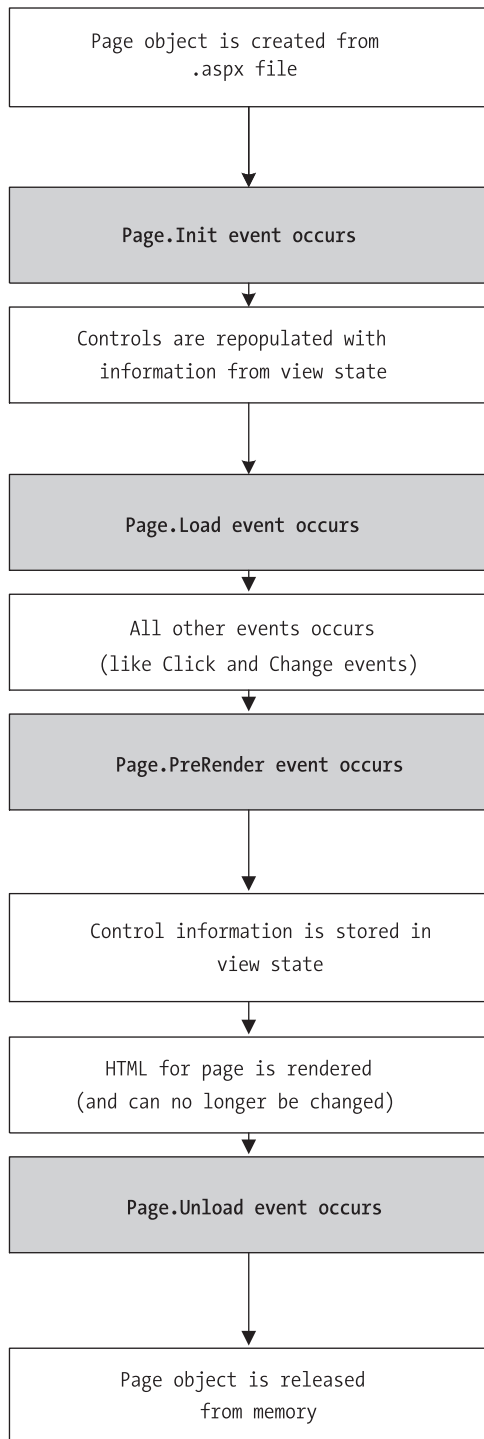 Page object is created from
.aspx file
Page.Init event occurs
Controls are repopulated with
information from view state
Page.Load event occurs
All other events occurs
(like Click and Change events)
Page.PreRender event occurs
Control information is stored in
view state
HTML for page is rendered
(and can no longer be changed)
Page.Unload event occurs
Page object is released
from memory